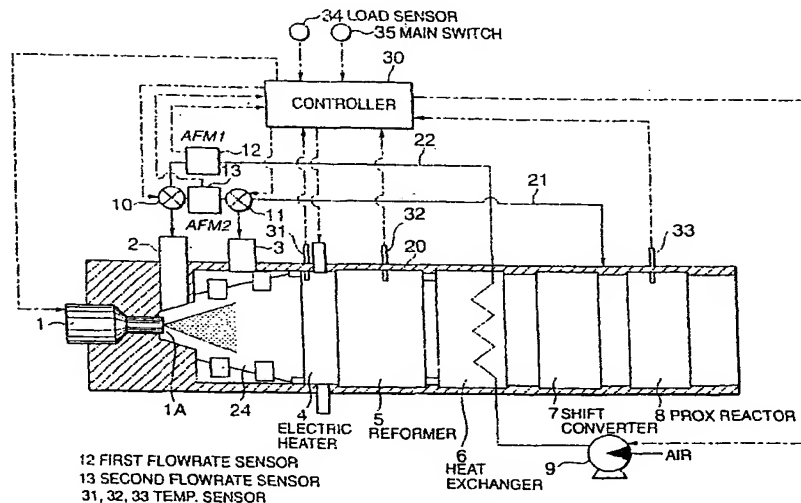 34 LOAD SENSOR
35 MAIN SWITCH
30
CONTROLLER
AFM1
12
13
22
10
AFM2
11
21
31
32
33
2
3
20
1
1A
24
4
ELECTRIC
HEATER
5
REFORMER
6
HEAT
EXCHANGER
7
SHIFT
CONVERTER
8 PROX REACTOR
9
AIR
12 FIRST FLOWRATE SENSOR
13 SECOND FLOWRATE SENSOR
31, 32, 33 TEMP. SENSOR